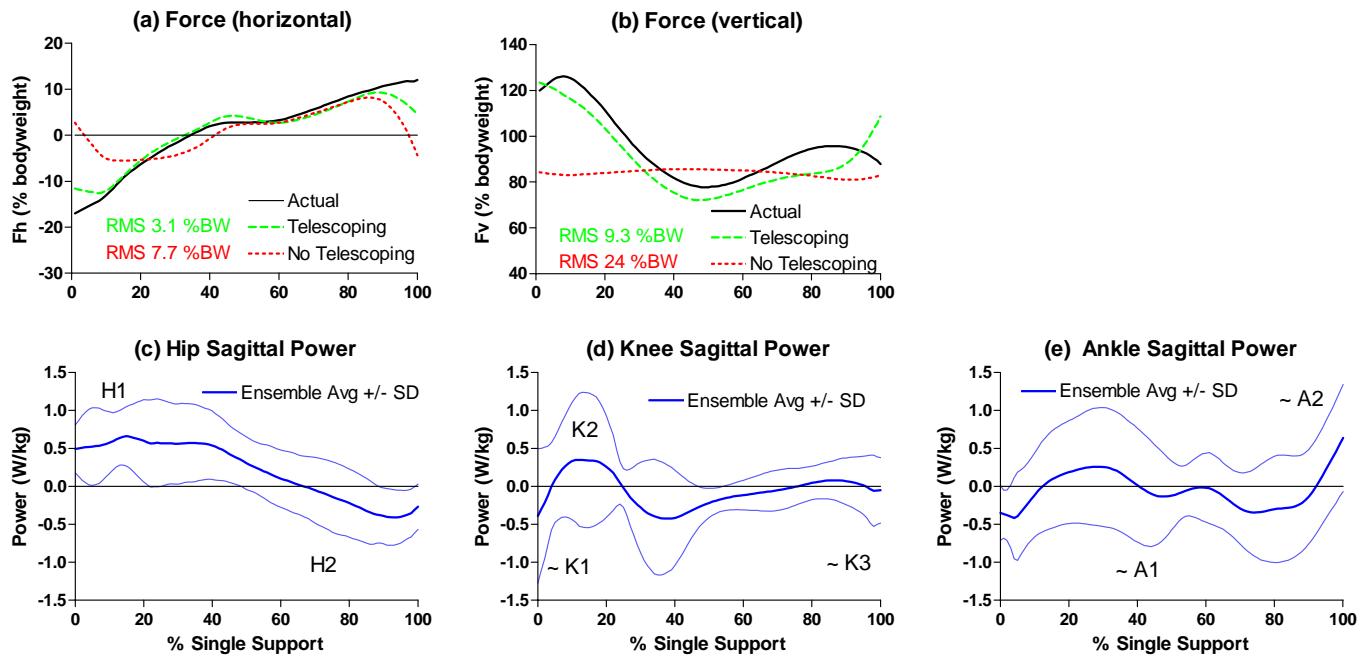 (a) Force (horizontal)
Fh (% bodyweight)
20
10
0
-10
-20
-30
RMS 3.1 %BW
RMS 7.7 %BW
Actual
Telescoping
No Telescoping
0 20 40 60 80 100
(b) Force (vertical)
Fv (% bodyweight)
140
120
100
80
60
40
RMS 9.3 %BW
RMS 24 %BW
Actual
Telescoping
No Telescoping
0 20 40 60 80 100
(c) Hip Sagittal Power
Power (W/kg)
1.5
1.0
0.5
0.0
-0.5
-1.0
-1.5
H1
Ensemble Avg +/- SD
H2
0 20 40 60 80 100
% Single Support
(d) Knee Sagittal Power
Power (W/kg)
1.5
1.0
0.5
0.0
-0.5
-1.0
-1.5
Ensemble Avg +/- SD
K2
~ K1
~ K3
0 20 40 60 80 100
% Single Support
(e) Ankle Sagittal Power
Power (W/kg)
1.5
1.0
0.5
0.0
-0.5
-1.0
-1.5
Ensemble Avg +/- SD
~ A2
~ A1
0 20 40 60 80 100
% Single Support